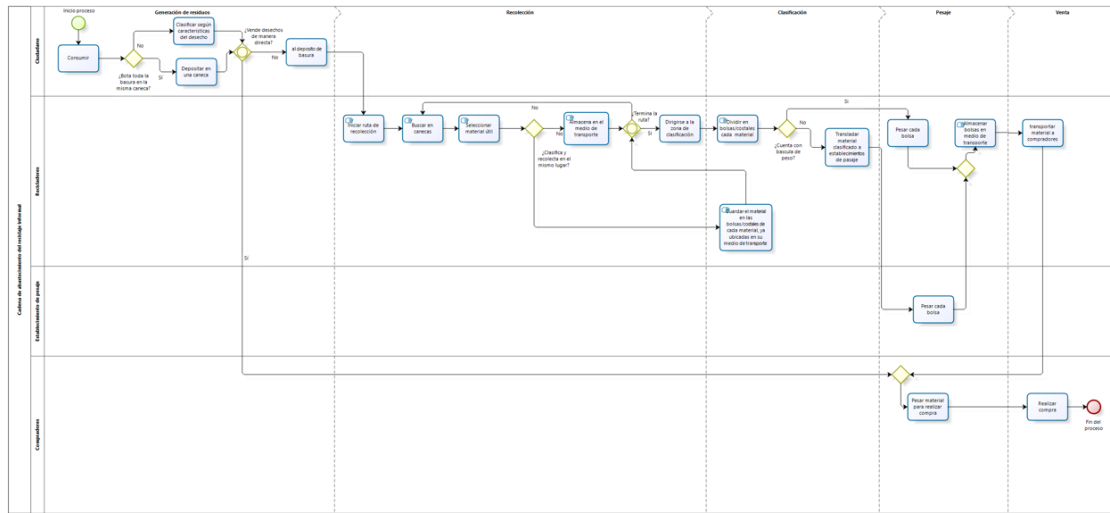 Generación de residuos
Recolección
Clasificación
Pesaje
Venta
Cadena de abastecimiento del reciclaje informal
Ciudadano
Inicio proceso
Consumir
¿Bota toda la
basura en la
misma caneca?
No
Sí
Clasificar según
características
del desecho
Depositar en
una caneca
¿Vende desechos
de manera
directa?
No
Sí
al deposito de
basura
Recicladores
Iniciar ruta de
recolección
Buscar en
canecas
Seleccionar
material útil
¿Clasifica y
recolecta en el
mismo lugar?
No
Almacena en el
medio de
transporte
¿Termina la
ruta?
No
Si
Dirigirse a la
zona de
clasificación
Dividir en
bolsas/costales
cada material
Guardar el material
en las
bolsas/costales de
cada material, ya
ubicadas en su
medio de transporte
¿Cuenta con
bascula de
peso?
Si
No
Transladar
material
clasificado a
establecimientos
de pasaje
Pesar cada
bolsa
Almacenar
bolsas en
medio de
transporte
transportar
material a
compradores
Establecimiento de pesaje
Pesar cada
bolsa
Compradores
Pesar material
para realizar
compra
Realizar
compra
Fin del
proceso